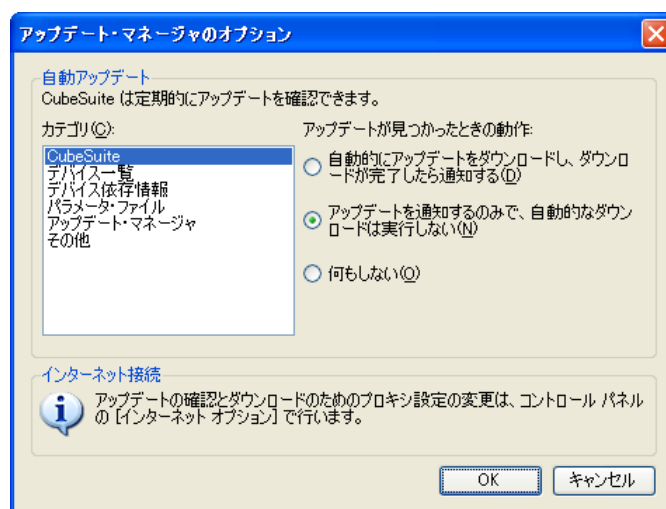 アップデート・マネージャのオプション
自動アップデート
CubeSuite は定期的にアップデートを確認できます。
カテゴリ(C):
CubeSuite
デバイス一覧
デバイス依存情報
パラメータ・ファイル
アップデート・マネージャ
その他
アップデートが見つかったときの動作:
自動的にアップデートをダウンロードし、ダウンロ
ードが完了したら通知する(D)
アップデートを通知するのみで、自動的なダウン
ロードは実行しない(N)
何もしない(O)
インターネット接続
アップデートの確認とダウンロードのためのプロキシ設定の変更は、コントロール パネル
の [インターネット オプション] で行います。
OK
キャンセル